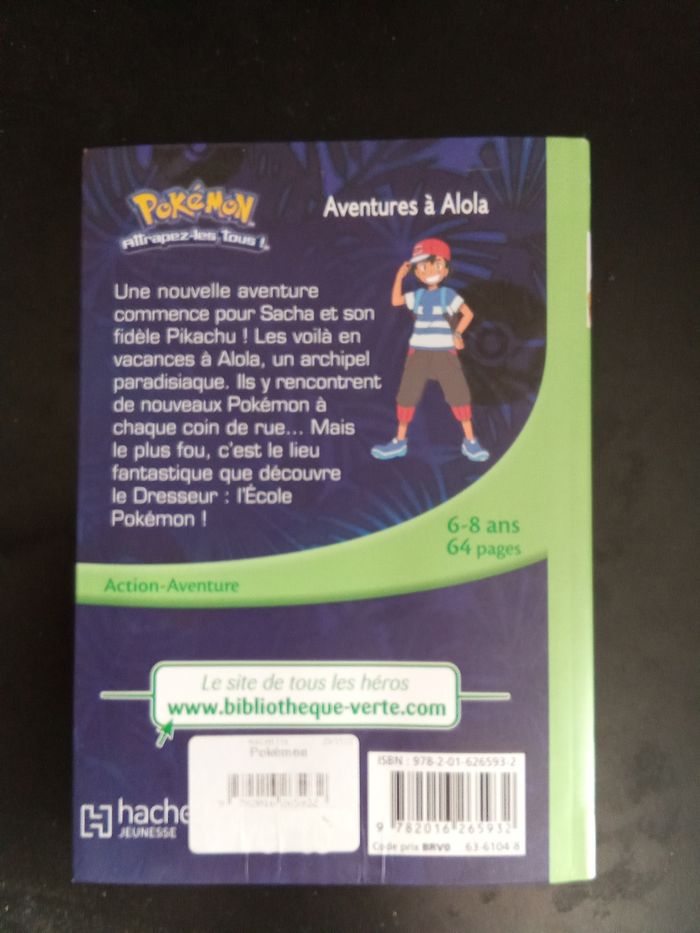 POKéMON
Attrapez-les Tous !
Aventures à Alola
Une nouvelle aventure
commence pour Sacha et son
fidèle Pikachu ! Les voilà en
vacances à Alola, un archipel
paradisiaque. Ils y rencontrent
de nouveaux Pokémon à
chaque coin de rue... Mais
le plus fou, c'est le lieu
fantastique que découvre
le Dresseur : l'École
Pokémon !
6-8 ans
64 pages
Action-Aventure
Le site de tous les héros
www.bibliotheque-verte.com
Pokémon
9 782016 265932
hache
JEUNESSE
ISBN : 978-2-01-626593-2
9 782016 265932
Code prix BRV0 63-6104-8